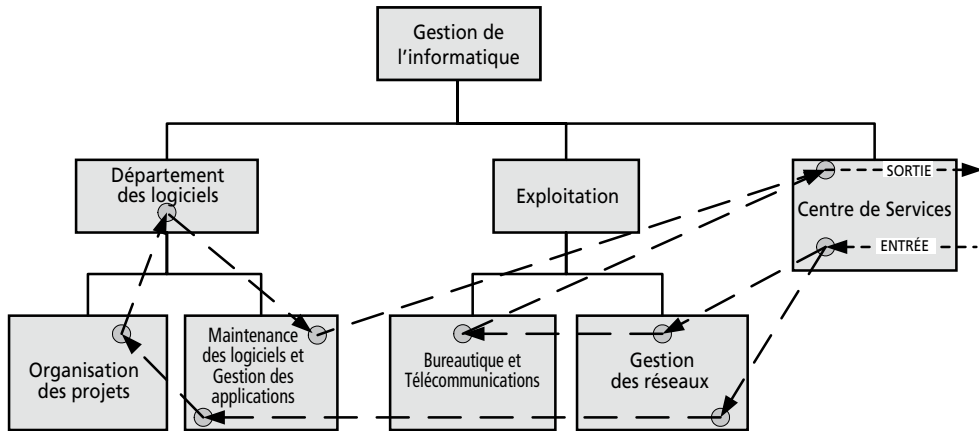 Gestion de
l'informatique
Département
des logiciels
Exploitation
SORTIE
Centre de Services
ENTRÉE
Organisation
des projets
Maintenance
des logiciels et
Gestion des
applications
Bureautique et
Télécommunications
Gestion
des réseaux